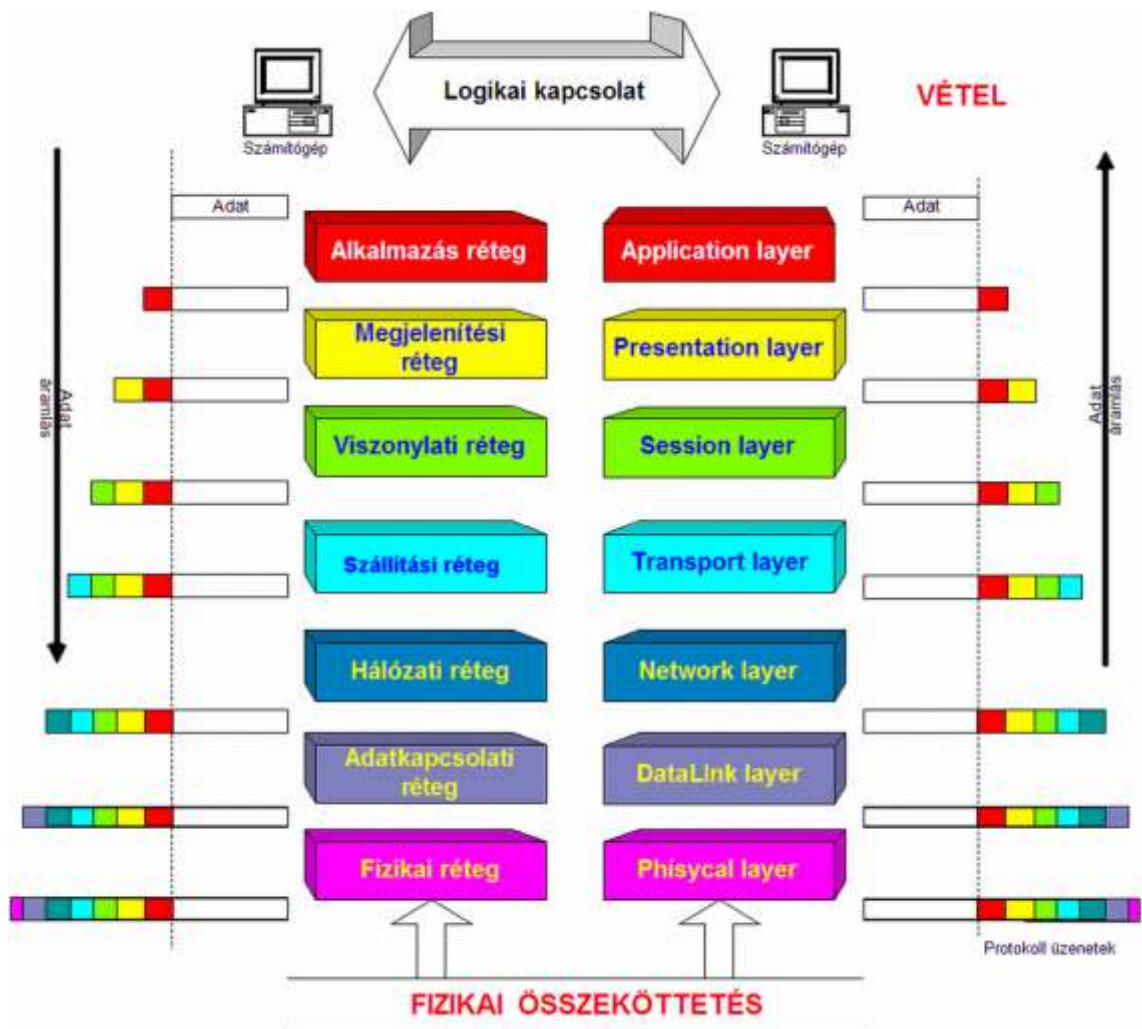 Logikai kapcsolat
VÉTEL
Számítógép
Számítógép
Adat
Adat
Alkalmazás réteg
Application layer
Megjelenítési
réteg
Presentation layer
Adat
áramlás
Adat
áramlás
Viszonylati réteg
Session layer
Szállítási réteg
Transport layer
Hálózati réteg
Network layer
Adatkapcsolati
réteg
DataLink layer
Fizikai réteg
Phisycal layer
Protokoll üzenetek
FIZIKAI ÖSSZEKÖTTETÉS